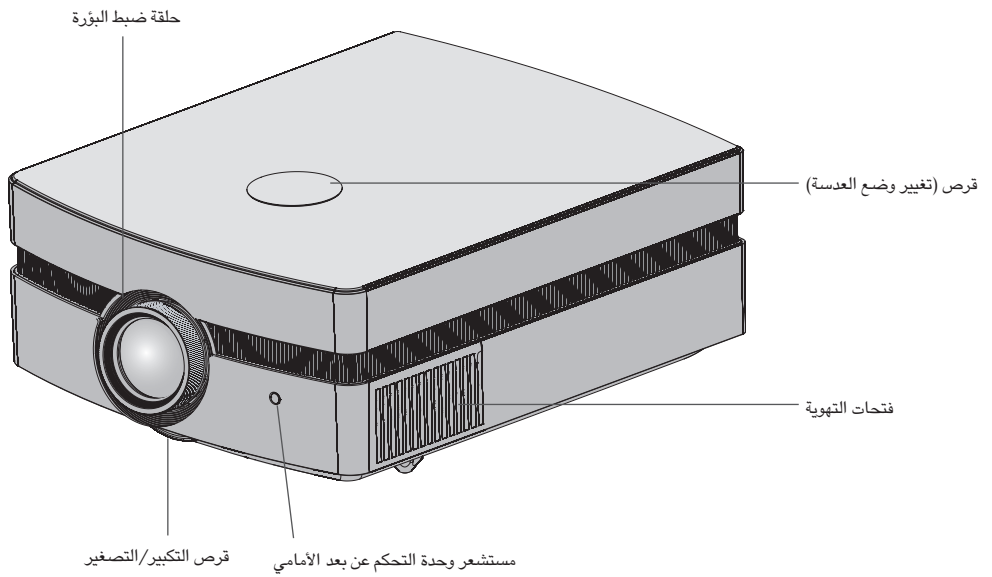 حلقة ضبط البؤرة
قرص (تغيير وضع العدسة)
فتحات التهوية
قرص التكبير/التصغير
مستشعر وحدة التحكم عن بعد الأمامي